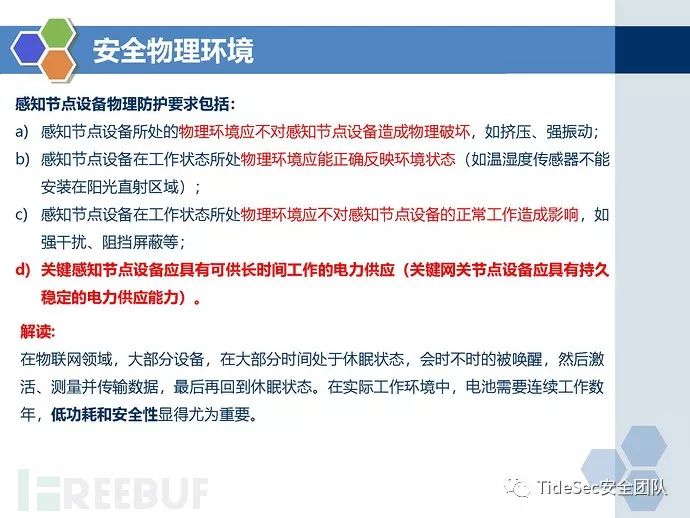 安全物理环境
感知节点设备物理防护要求包括：
a) 感知节点设备所处的物理环境应不对感知节点设备造成物理破坏，如挤压、强振动；
b) 感知节点设备在工作状态所处物理环境应能正确反映环境状态（如温湿度传感器不能
安装在阳光直射区域）；
c) 感知节点设备在工作状态所处物理环境应不对感知节点设备的正常工作造成影响，如
强干扰、阻挡屏蔽等；
d) 关键感知节点设备应具有可供长时间工作的电力供应（关键网关节点设备应具有持久
稳定的电力供应能力）。
解读:
在物联网领域，大部分设备，在大部分时间处于休眠状态，会时不时的被唤醒，然后激
活、测量并传输数据，最后再回到休眠状态。在实际工作环境中，电池需要连续工作数
年，低功耗和安全性显得尤为重要。
FREEBUF
TideSec安全团队